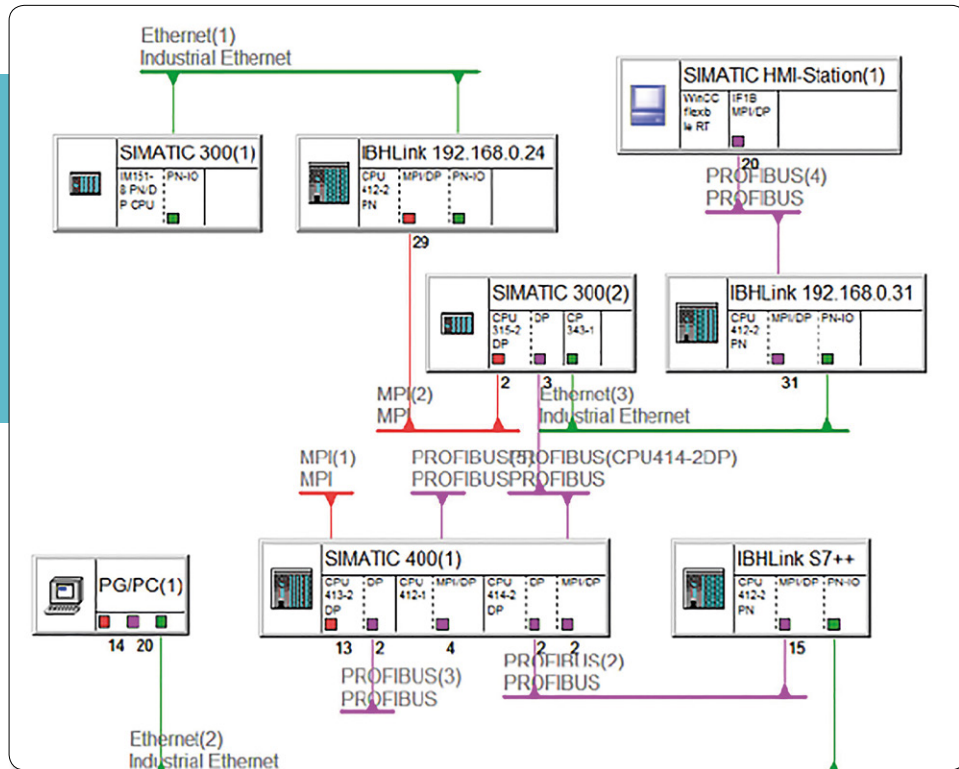 Ethernet(1)
Industrial Ethernet
SIMATIC HMI-Station(1)
WinCC
flexb
le RT
IF1B
MPI/DP
20
PROFIBUS(4)
PROFIBUS
SIMATIC 300(1)
IM151-
8 PN/D
P CPU
PN-IO
IBHLink 192.168.0.24
CPU
412-2
PN
MPI/DP
PN-IO
29
SIMATIC 300(2)
CPU
315-2
DP
DP
CP
343-1
2
3
IBHLink 192.168.0.31
CPU
412-2
PN
MPI/DP
PN-IO
31
MPI(2)
MPI
Ethernet(3)
Industrial Ethernet
MPI(1)
MPI
PROFIBUS(5)
PROFIBUS
PROFIBUS(CPU414-2DP)
PROFIBUS
PG/PC(1)
14
20
SIMATIC 400(1)
CPU
413-2
DP
DP
CPU
412-1
MPI/DP
CPU
414-2
DP
DP
MPI/DP
13
2
4
2
2
IBHLink S7++
CPU
412-2
PN
MPI/DP
PN-IO
15
PROFIBUS(3)
PROFIBUS
PROFIBUS(2)
PROFIBUS
Ethernet(2)
Industrial Ethernet